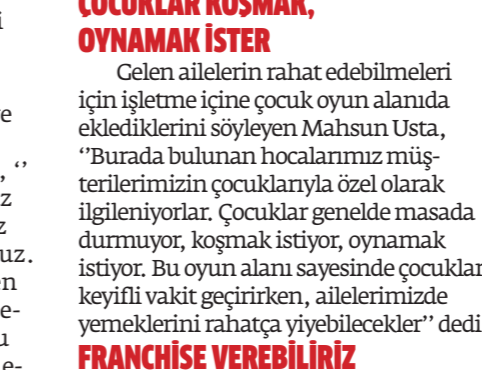 ÇOCUKLAR KOŞMAK,
OYNAMAK İSTER
Gelen ailelerin rahat edebilmeleri
için işletme içine çocuk oyun alanıda
eklediklerini söyleyen Mahsun Usta,
‘‘Burada bulunan hocalarımız müş-
terilerimizin çocuklarıyla özel olarak
ilgileniyorlar. Çocuklar genelde masada
durmuyor, koşmak istiyor, oynamak
istiyor. Bu oyun alanı sayesinde çocuklar
keyifli vakit geçirirken, ailelerimizde
yemeklerini rahatça yiyebilecekler’’ dedi
FRANCHİSE VEREBİLİRİZ